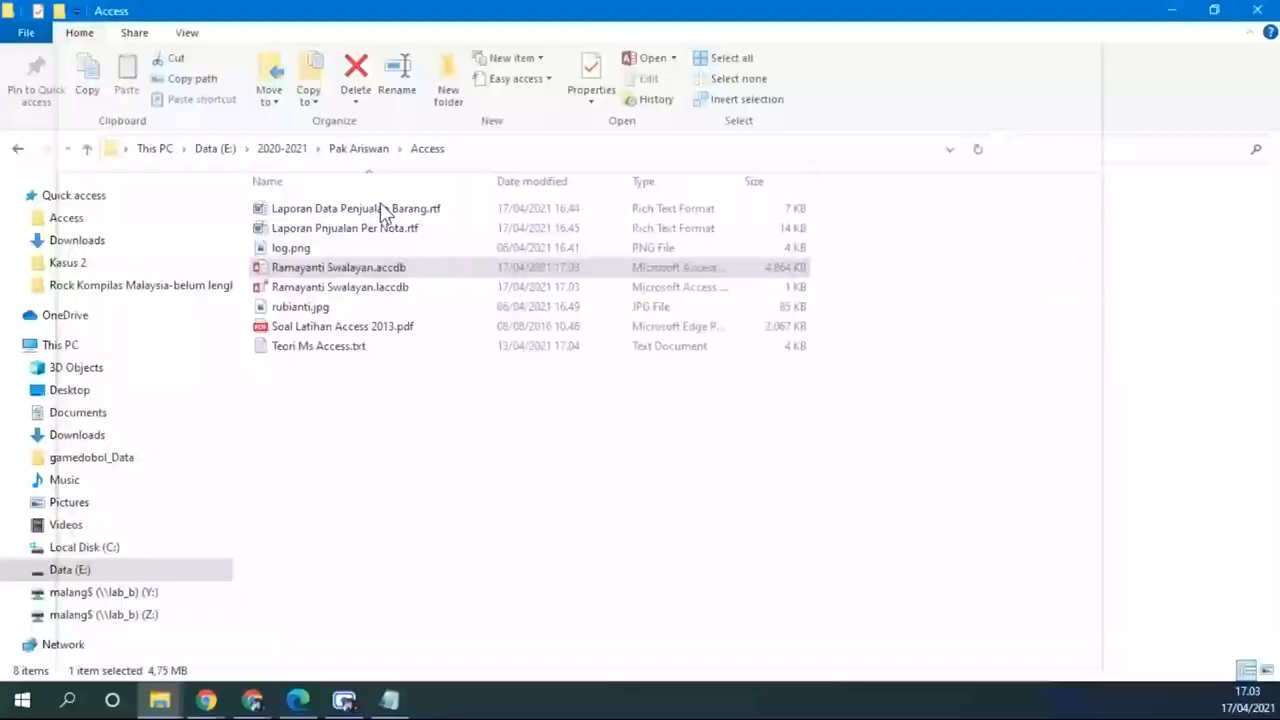 Access
File Home Share View
Pin to Quick access
Copy
Paste
Cut
Copy path
Paste shortcut
Clipboard
Move to
Copy to
Delete
Rename
Organize
New folder
New item
Easy access
New
Properties
Open
Edit
History
Open
Select all
Select none
Invert selection
Select
This PC > Data (E:) > 2020-2021 > Pak Ariswan > Access
Name Date modified Type Size
Laporan Data Penjualan Barang.rtf 17/04/2021 16.44 Rich Text Format 7 KB
Laporan Pnjualan Per Nota.rtf 17/04/2021 16.45 Rich Text Format 14 KB
log.png 06/04/2021 16.41 PNG File 4 KB
Ramayanti Swalayan.accdb 17/04/2021 17.03 Microsoft Access ... 4.864 KB
Ramayanti Swalayan.laccdb 17/04/2021 17.03 Microsoft Access ... 1 KB
rubianti.jpg 06/04/2021 16.49 JPG File 85 KB
Soal Latihan Access 2013.pdf 08/08/2016 10.46 Microsoft Edge P... 2.067 KB
Teori Ms Access.txt 13/04/2021 17.04 Text Document 4 KB
Quick access
Access
Downloads
Kasus 2
Rock Kompilas Malaysia-belum lengl
OneDrive
This PC
3D Objects
Desktop
Documents
Downloads
gamedobol_Data
Music
Pictures
Videos
Local Disk (C:)
Data (E:)
malang$ (\\lab_b) (Y:)
malang$ (\\lab_b) (Z:)
Network
8 items 1 item selected 4,75 MB
17.03
17/04/2021